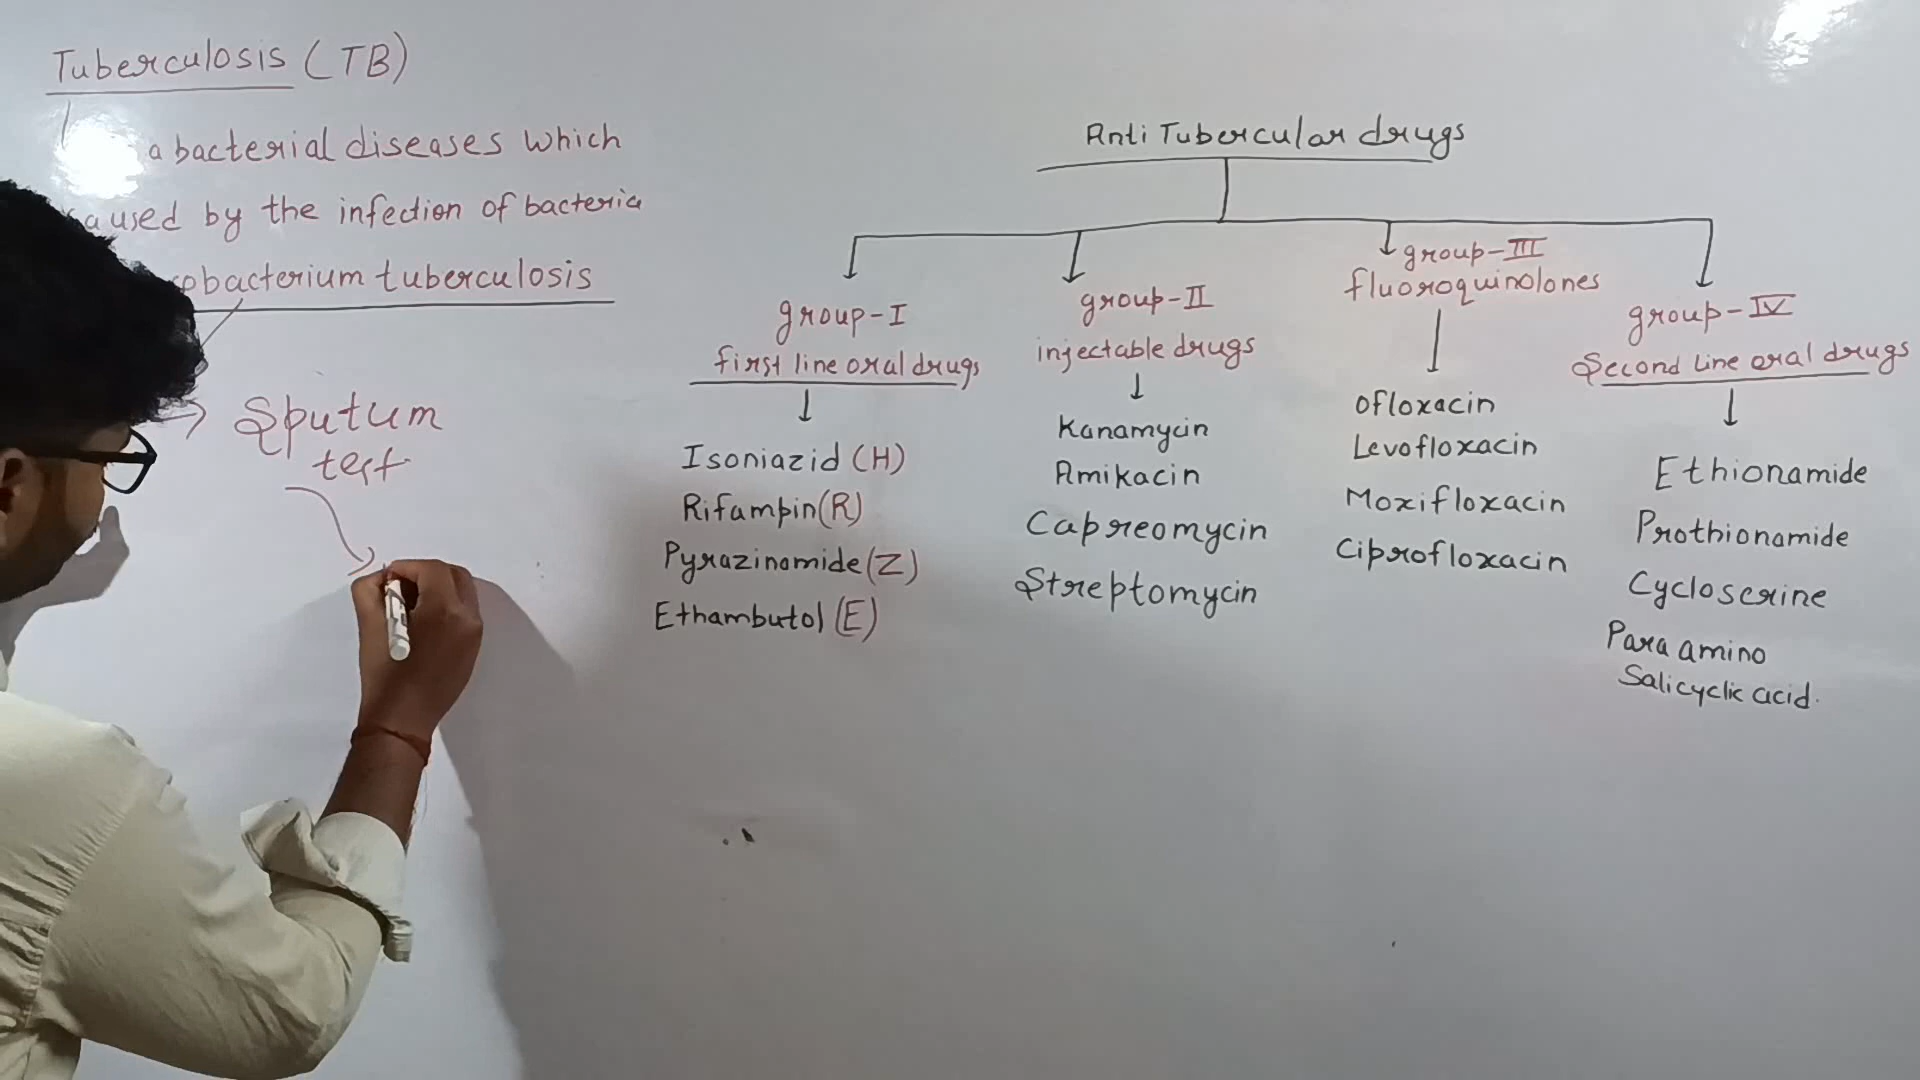 Tuberculosis (TB)
a bacterial diseases which
caused by the infection of bacteria
tuberculosis
Sputum
test
Anti Tubercular drugs
group-I
first line oral drugs
Isoniazid (H)
Rifampin (R)
Pyrazinamide (Z)
Ethambutol (E)
group-II
injectable drugs
Kanamycin
Amikacin
Capreomycin
Streptomycin
group-III
fluoroquinolones
Ofloxacin
Levofloxacin
Moxifloxacin
Ciprofloxacin
group-IV
Second line oral drugs
Ethionamide
Prothionamide
Cycloserine
Para amino
Salicyclic acid.